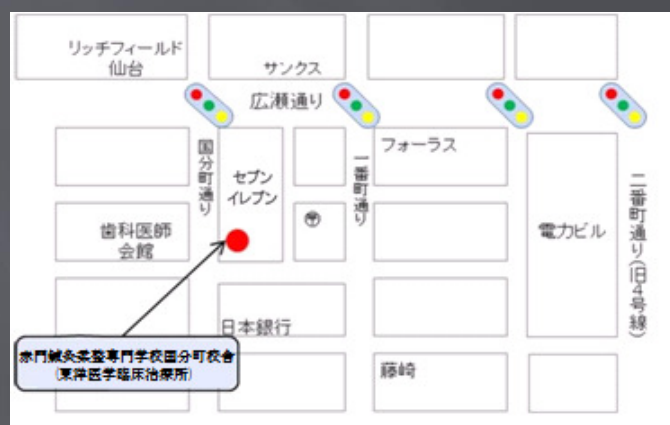 リッチフィールド
仙台
サンクス
広瀬通り
国分町通り
セブン
イレブン
一番町通り
フォーラス
歯科医師
会館
〒
電力ビル
二番町通り(旧4号線)
日本銀行
赤門鍼灸柔整専門学校国分町校舎
(東洋医学臨床治療所)
藤崎